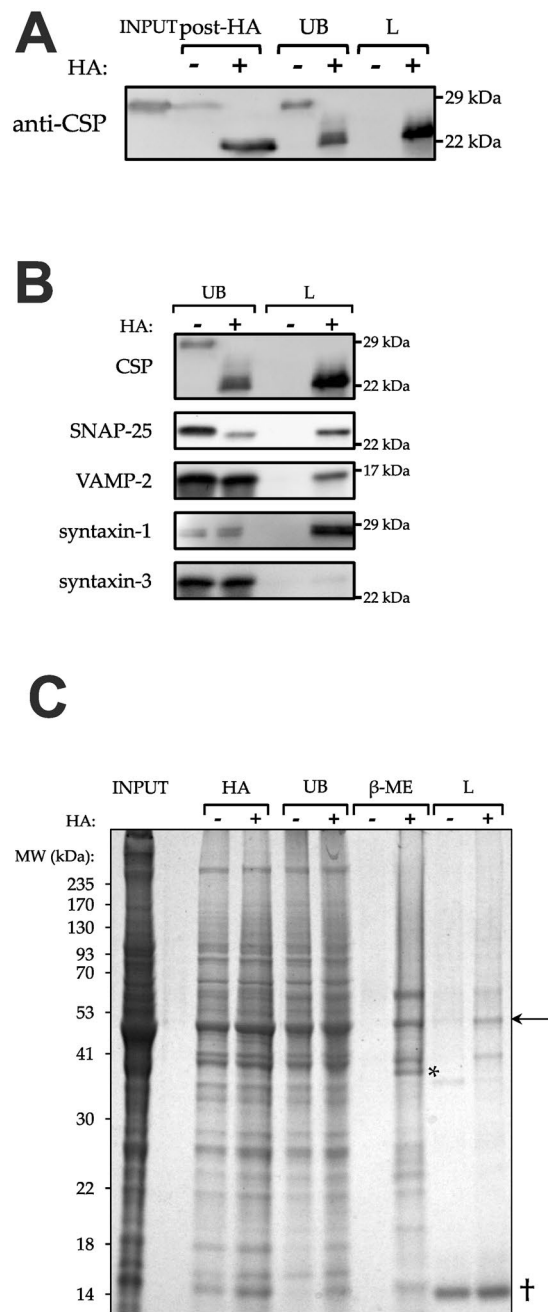 A
INPUT post-HA UB L
HA: - + - + - +
anti-CSP
29 kDa
22 kDa
B
UB L
HA: - + - +
CSP
29 kDa
22 kDa
SNAP-25
22 kDa
VAMP-2
17 kDa
syntaxin-1
29 kDa
syntaxin-3
22 kDa
C
INPUT HA UB β-ME L
HA: - + - + - + - +
MW (kDa):
235
170
130
93
70
53
41
*
30
22
18
14
†